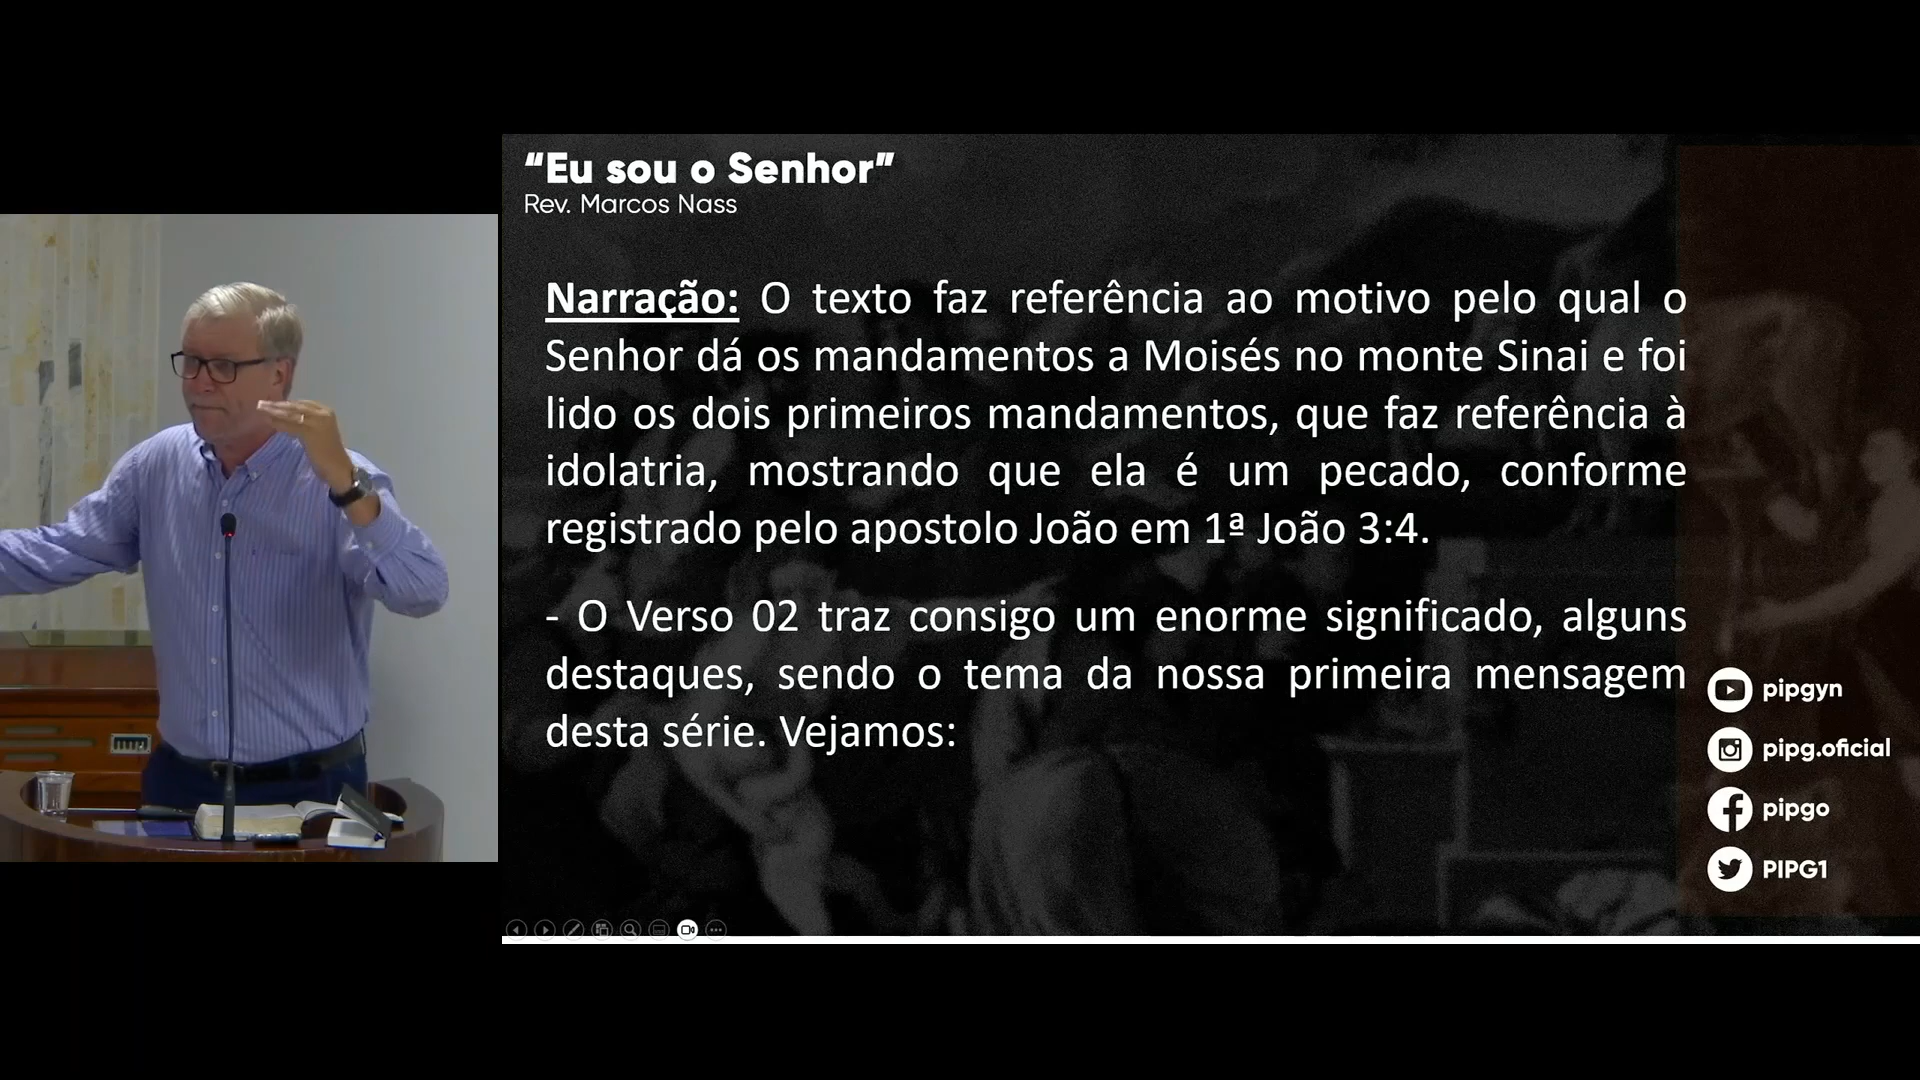 “Eu sou o Senhor”
Rev. Marcos Nass
Narração: O texto faz referência ao motivo pelo qual o
Senhor dá os mandamentos a Moisés no monte Sinai e foi
lido os dois primeiros mandamentos, que faz referência à
idolatria, mostrando que ela é um pecado, conforme
registrado pelo apostolo João em 1ª João 3:4.
- O Verso 02 traz consigo um enorme significado, alguns
destaques, sendo o tema da nossa primeira mensagem
desta série. Vejamos:
pipgyn
pipg.oficial
pipgo
PIPG1